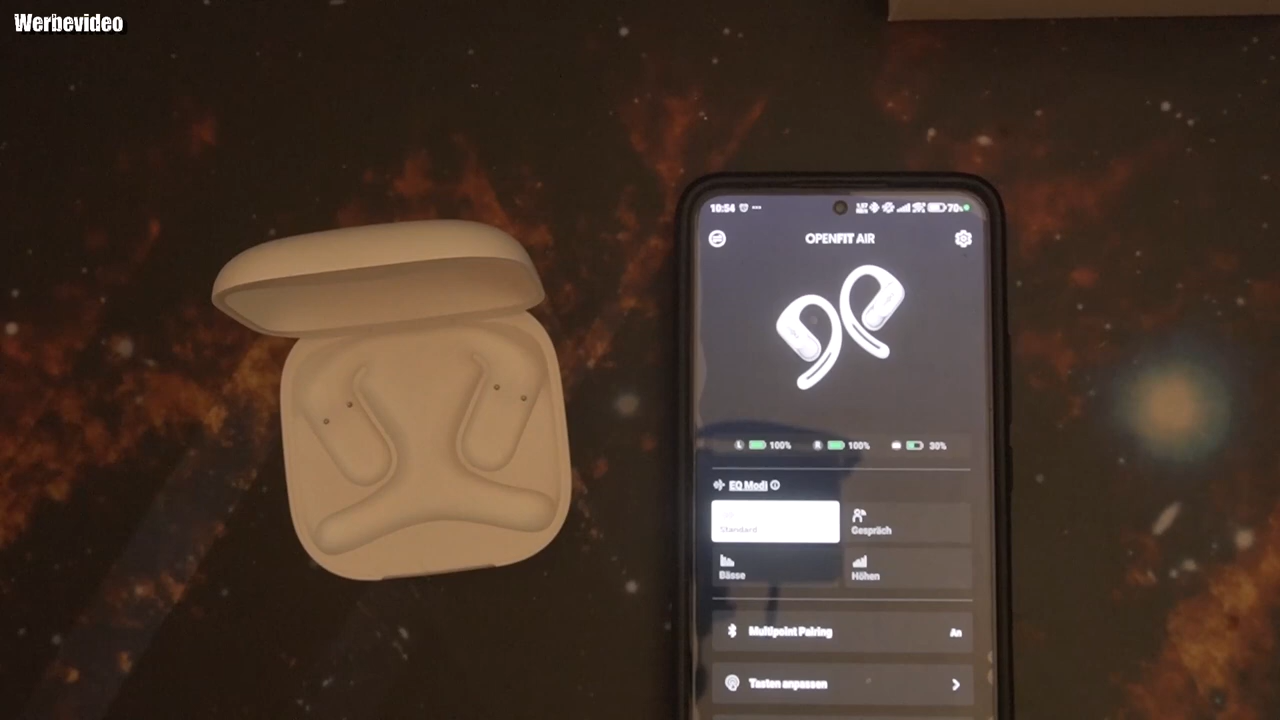 Werbevideo
10:54
70%
OPENFIT AIR
L 100% R 100% 30%
EQ Modi
Standard
Gespräch
Bässe
Höhen
Multipoint Pairing An
Tasten anpassen